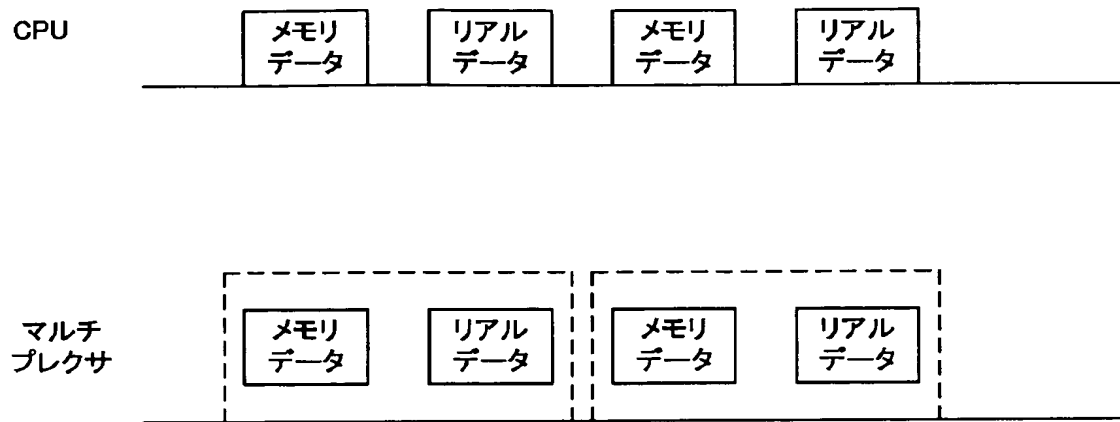 CPU
メモリ
データ
リアル
データ
メモリ
データ
リアル
データ
マルチ
プレクサ
メモリ
データ
リアル
データ
メモリ
データ
リアル
データ